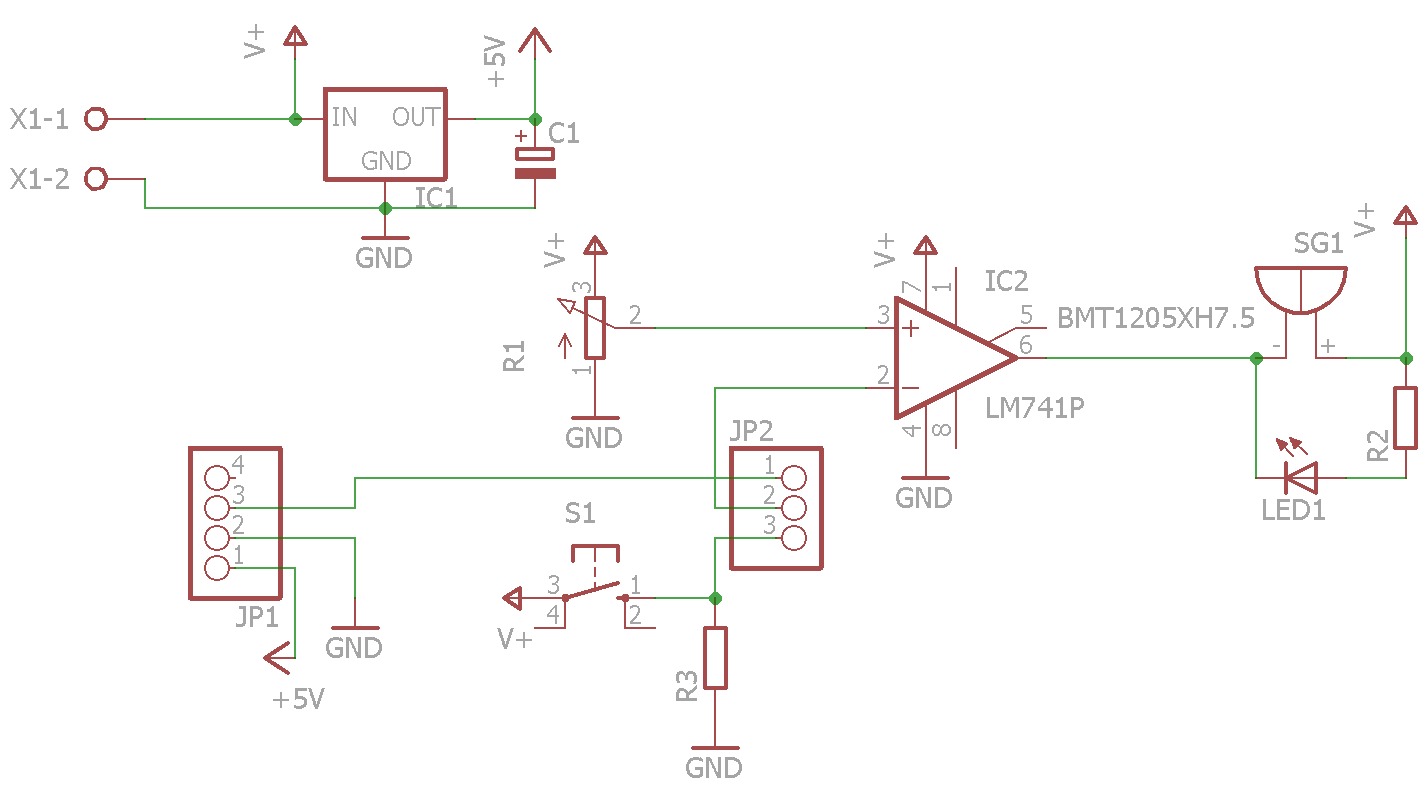 V+
+5V
X1-1
IN OUT
C1
+
GND
X1-2
IC1
GND
V+
V+
V+
SG1
3
7
1
IC2
2
3
+
5
BMT1205XH7.5
6
- +
R1
1
2
−
LM741P
GND
4
8
JP2
R2
4
1
GND
3
2
LED1
2
S1
3
1
3
1
JP1
4
2
GND
V+
+5V
R3
GND